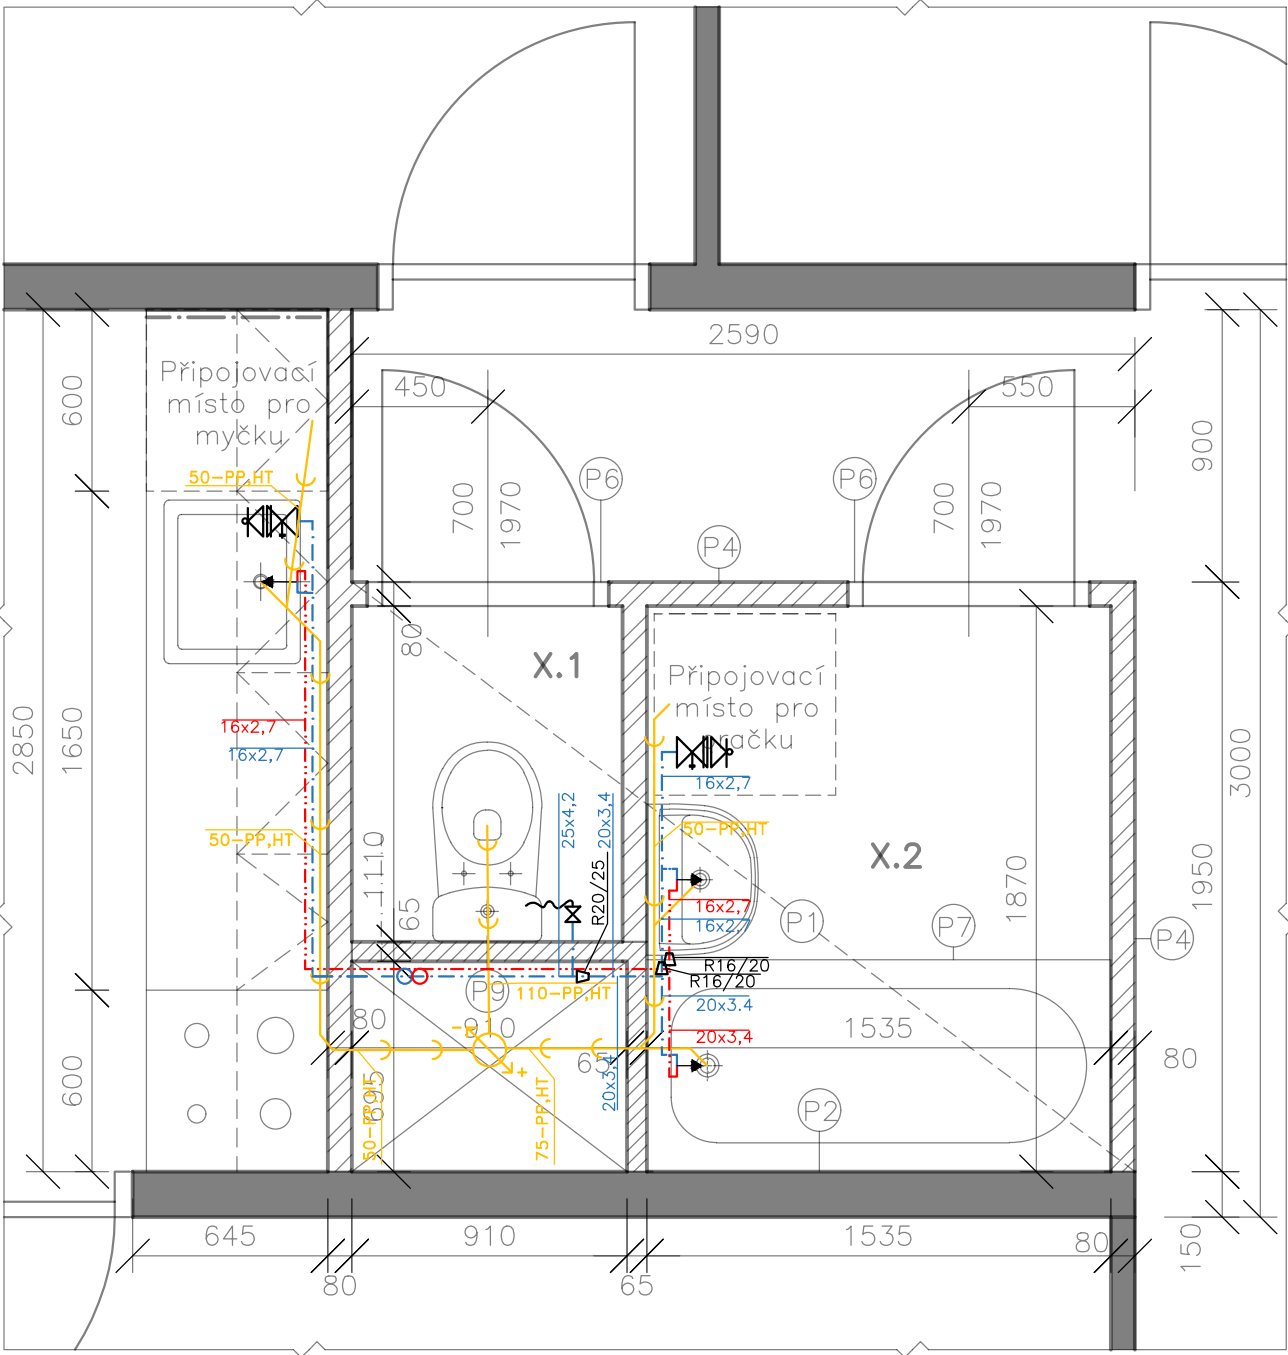 2590
450
550
Připojovací
místo pro
myčku
600
900
50-PP,HT
P6
P6
700
1970
700
1970
P4
80
X.1
Připojovací
místo pro
pračku
2850
1650
3000
16x2,7
16x2,7
16x2,7
25x4,2
20x3,4
50-PP,HT
50-PP,HT
1110
X.2
1870
1950
R20/25
65
16x2,7
16x2,7
P1
P7
P4
R16/20
R16/20
P9
110-PP,HT
20x3.4
80
910
1535
20x3,4
65
80
-
+
600
695
50-PP,HT
75-PP,HT
20x3,4
P2
645
910
1535
80
150
80
65